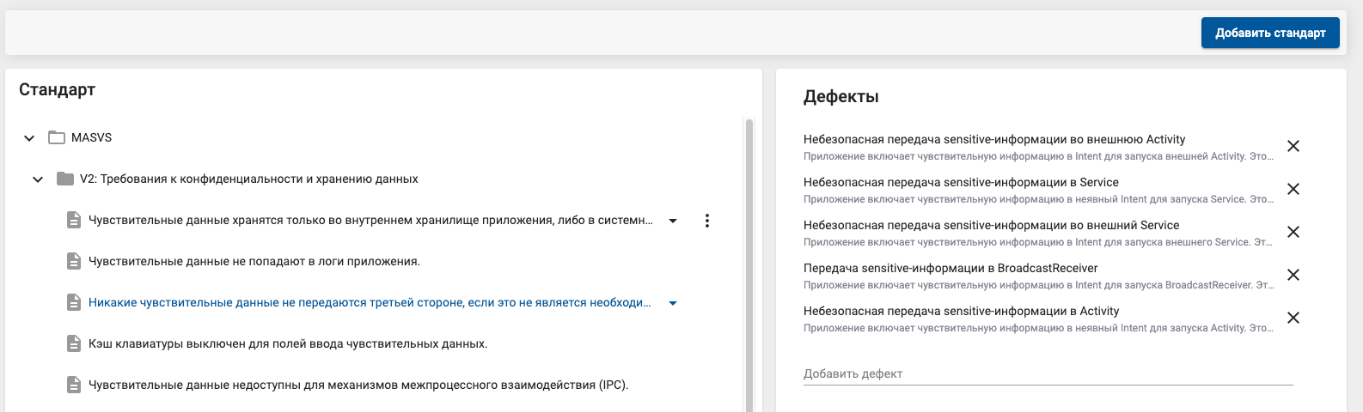 Добавить стандарт
Стандарт
MASVS
V2: Требования к конфиденциальности и хранению данных
Чувствительные данные хранятся только во внутреннем хранилище приложения, либо в системн...
Чувствительные данные не попадают в логи приложения.
Никакие чувствительные данные не передаются третьей стороне, если это не является необходи...
Кэш клавиатуры выключен для полей ввода чувствительных данных.
Чувствительные данные недоступны для механизмов межпроцессного взаимодействия (IPC).
Дефекты
Небезопасная передача sensitive-информации во внешнюю Activity
Приложение включает чувствительную информацию в Intent для запуска внешней Activity. Это...
Небезопасная передача sensitive-информации в Service
Приложение включает чувствительную информацию в неявный Intent для запуска Service. Это...
Небезопасная передача sensitive-информации во внешний Service
Приложение включает чувствительную информацию в Intent для запуска внешнего Service. Эт...
Передача sensitive-информации в BroadcastReceiver
Приложение включает чувствительную информацию в Intent для запуска BroadcastReceiver. Эт...
Небезопасная передача sensitive-информации в Activity
Приложение включает чувствительную информацию в неявный Intent для запуска Activity. Это...
Добавить дефект